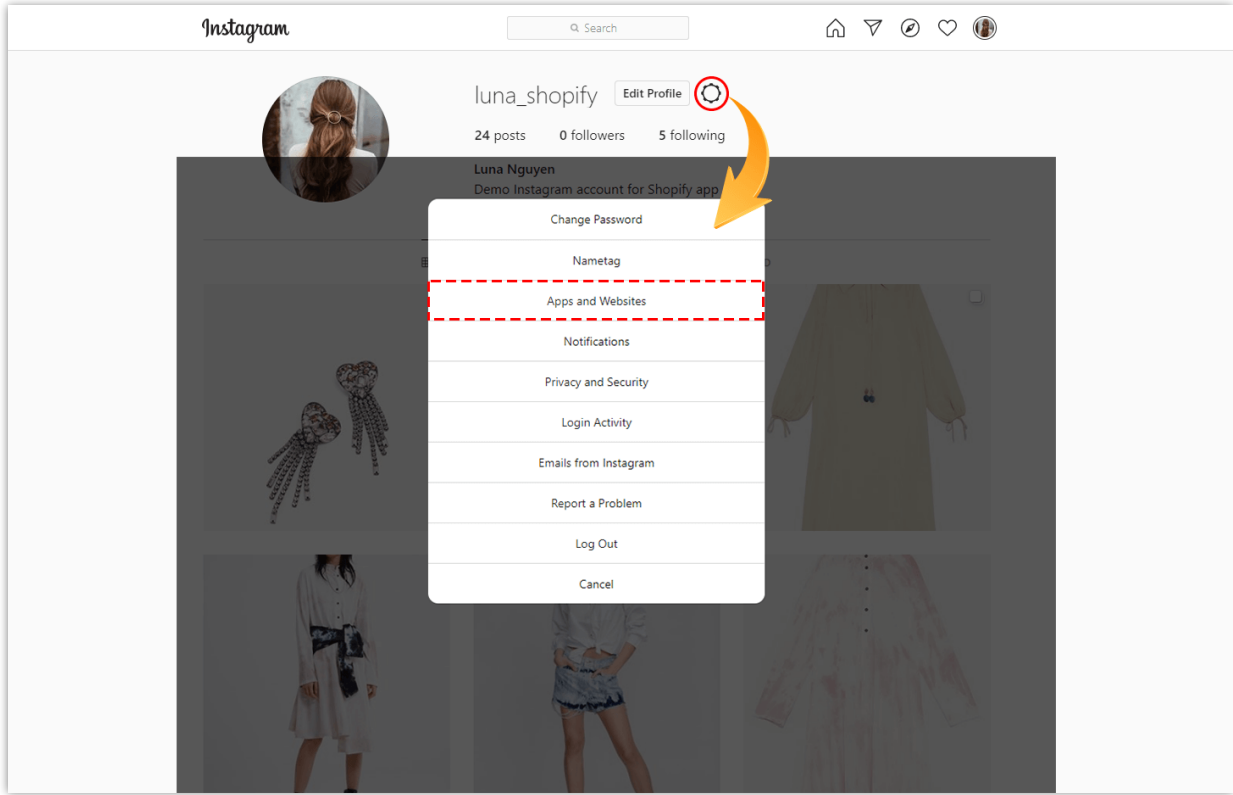 Instagram
Search
luna_shopify Edit Profile
24 posts 0 followers 5 following
Luna Nguyen
Demo Instagram account for Shopify app
Change Password
Nametag
Apps and Websites
Notifications
Privacy and Security
Login Activity
Emails from Instagram
Report a Problem
Log Out
Cancel